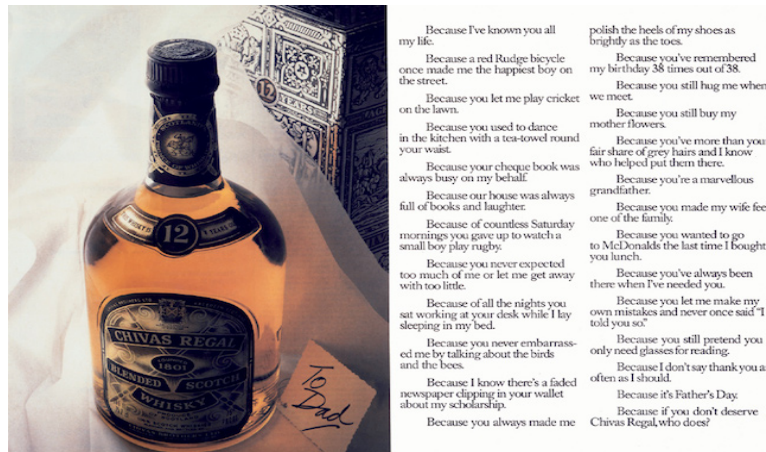 12
YEARS
12
CHIVAS REGAL
1801
BLENDED SCOTCH
WHISKY
To
Dad
Because I've known you all
my life.
Because a red Rudge bicycle
once made me the happiest boy on
the street.
Because you let me play cricket
on the lawn.
Because you used to dance
in the kitchen with a tea-towel round
your waist.
Because your cheque book was
always busy on my behalf.
Because our house was always
full of books and laughter.
Because of countless Saturday
mornings you gave up to watch a
small boy play rugby.
Because you never expected
too much of me or let me get away
with too little.
Because of all the nights you
sat working at your desk while I lay
sleeping in my bed.
Because you never embarrass-
ed me by talking about the birds
and the bees.
Because I know there's a faded
newspaper clipping in your wallet
about my scholarship.
Because you always made me
polish the heels of my shoes as
brightly as the toes.
Because you've remembered
my birthday 38 times out of 38.
Because you still hug me when
we meet.
Because you still buy my
mother flowers.
Because you've more than you
fair share of grey hairs and I know
who helped put them there.
Because you're a marvellous
grandfather.
Because you made my wife fee
one of the family.
Because you wanted to go
to McDonalds the last time I bought
you lunch.
Because you've always been
there when I've needed you.
Because you let me make my
own mistakes and never once said "I
told you so."
Because you still pretend you
only need glasses for reading.
Because I don't say thank you a
often as I should.
Because it's Father's Day.
Because if you don't deserve
Chivas Regal, who does?